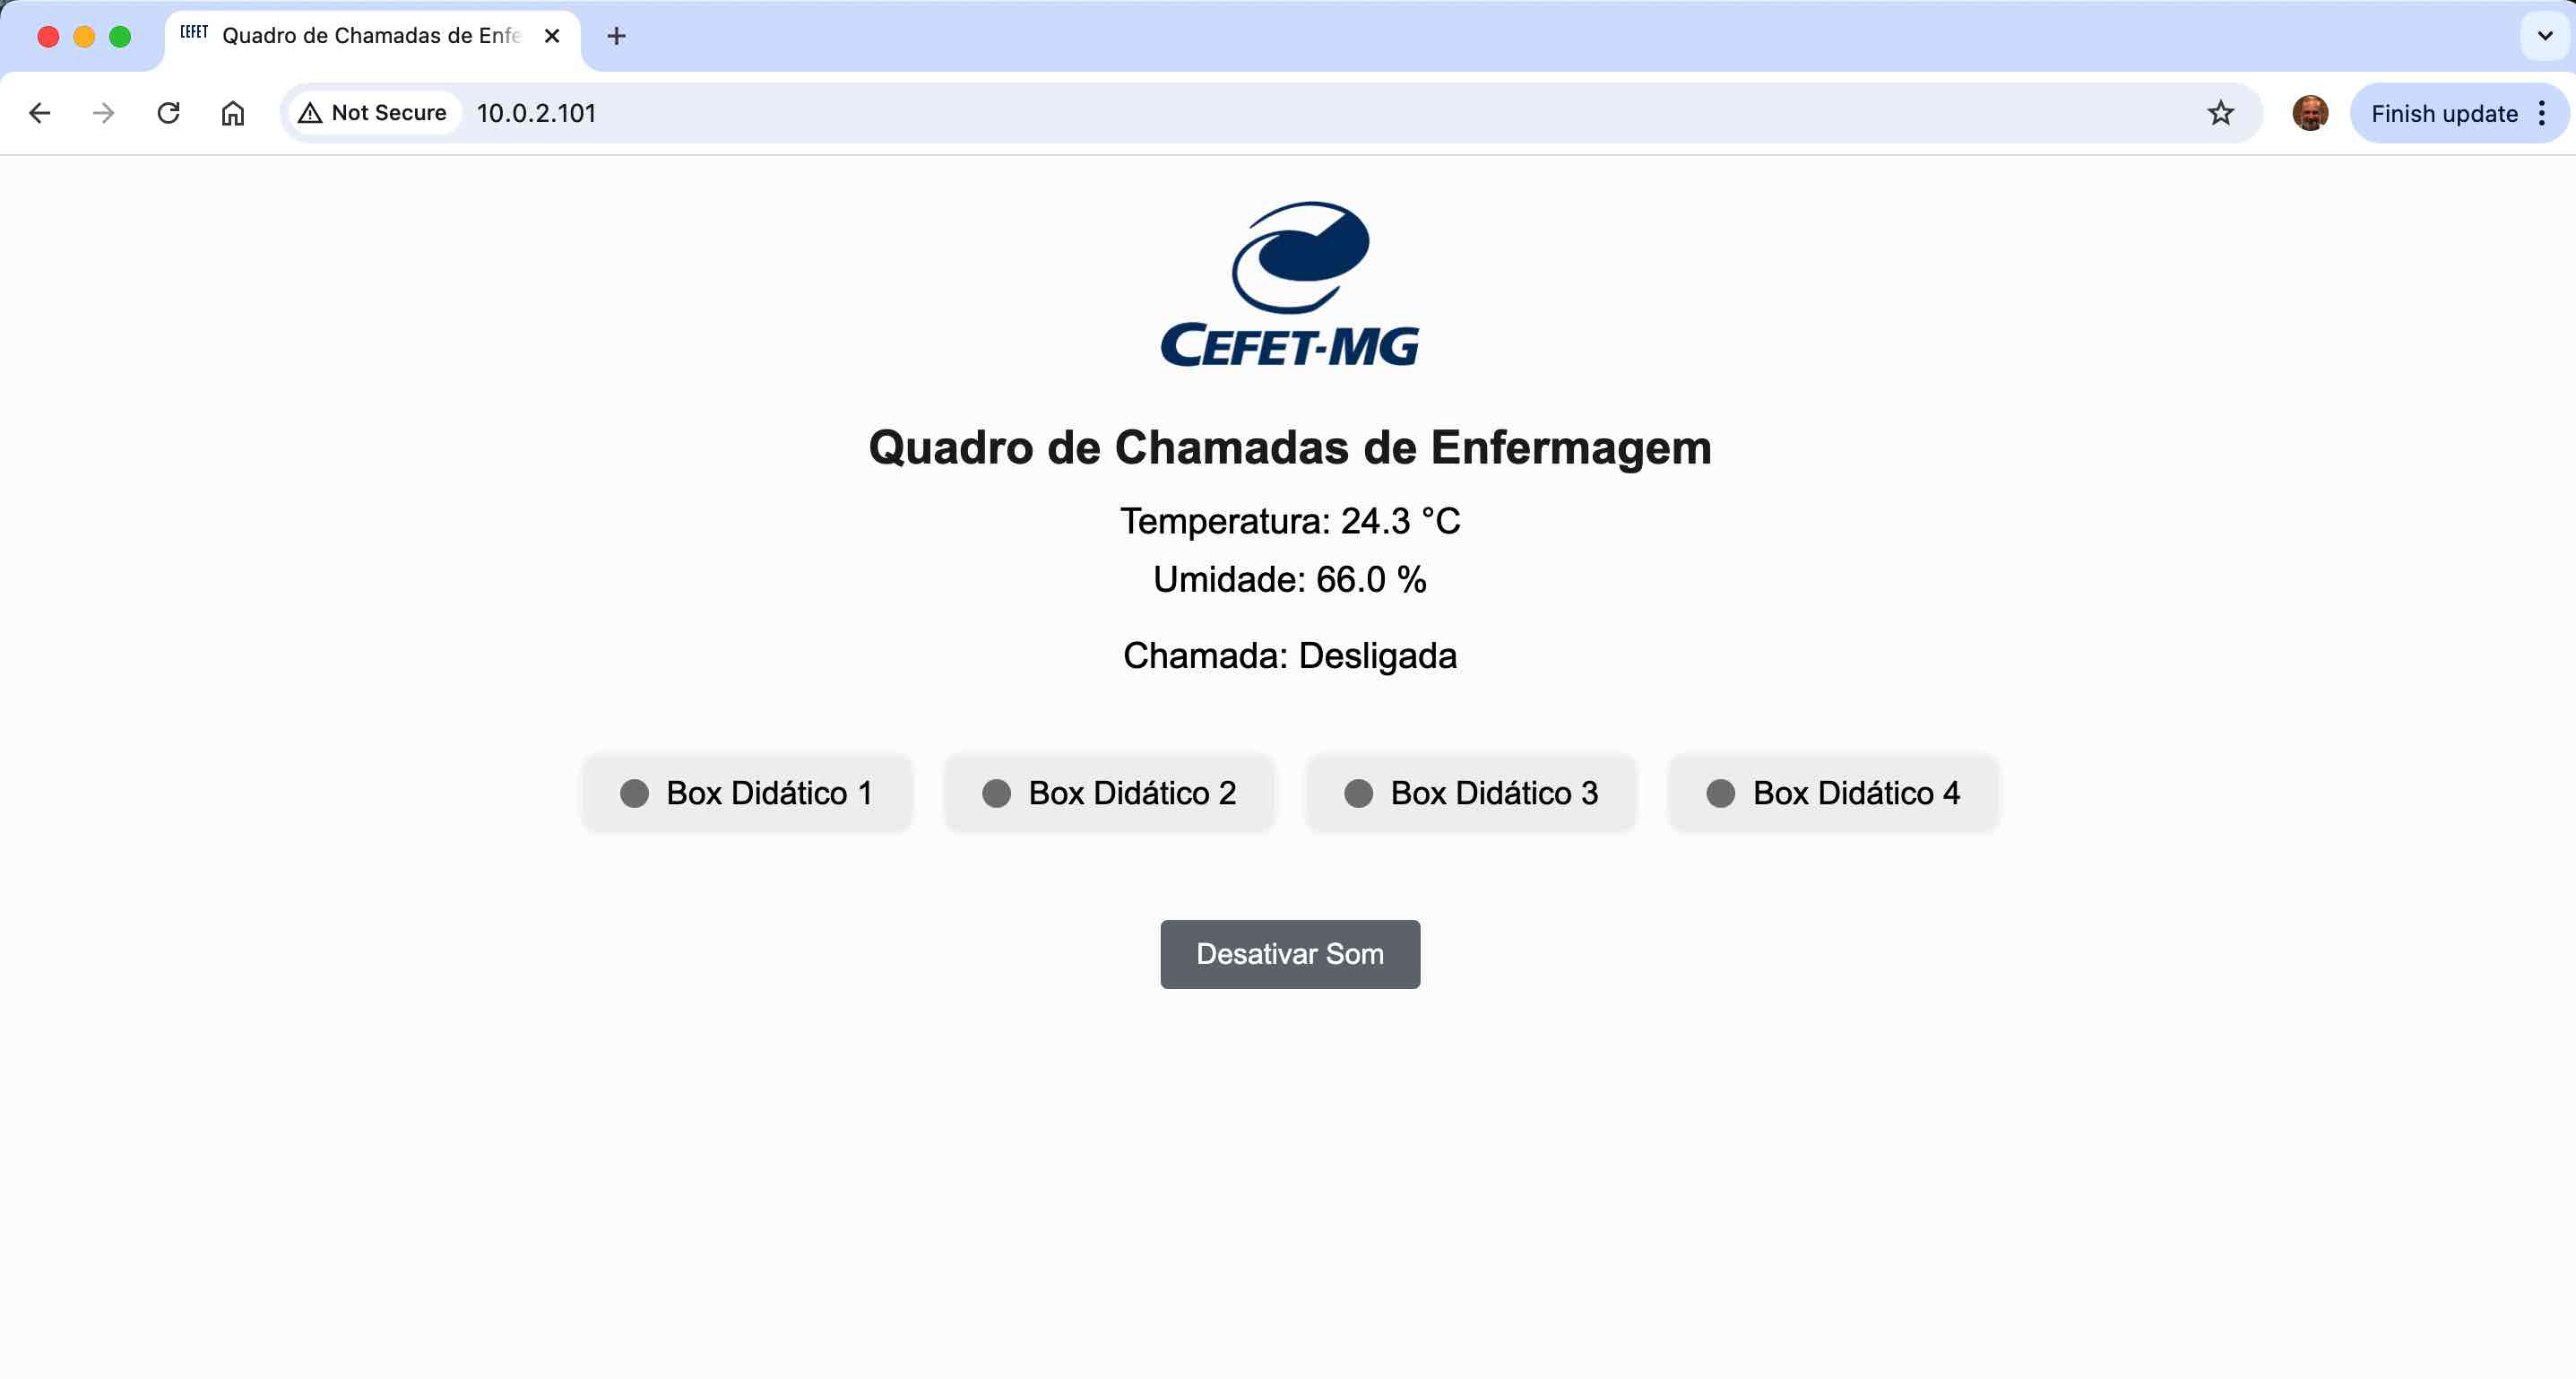 CEFET
Quadro de Chamadas de Enfe
Not Secure
10.0.2.101
Finish update
CEFET-MG
Quadro de Chamadas de Enfermagem
Temperatura: 24.3 °C
Umidade: 66.0 %
Chamada: Desligada
Box Didático 1
Box Didático 2
Box Didático 3
Box Didático 4
Desativar Som